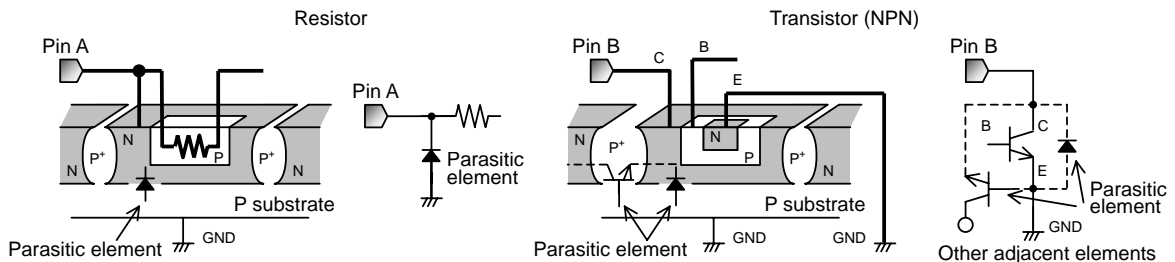 Resistor
Transistor (NPN)
Pin A
Pin B
B
C
E
Pin B
Pin A
N
N
P+
P
P+
N
Parasitic
element
N
P+
N
P
P+
N
B
C
E
Parasitic
element
P substrate
GND
Parasitic element
P substrate
GND
GND
Parasitic element
GND
Other adjacent elements